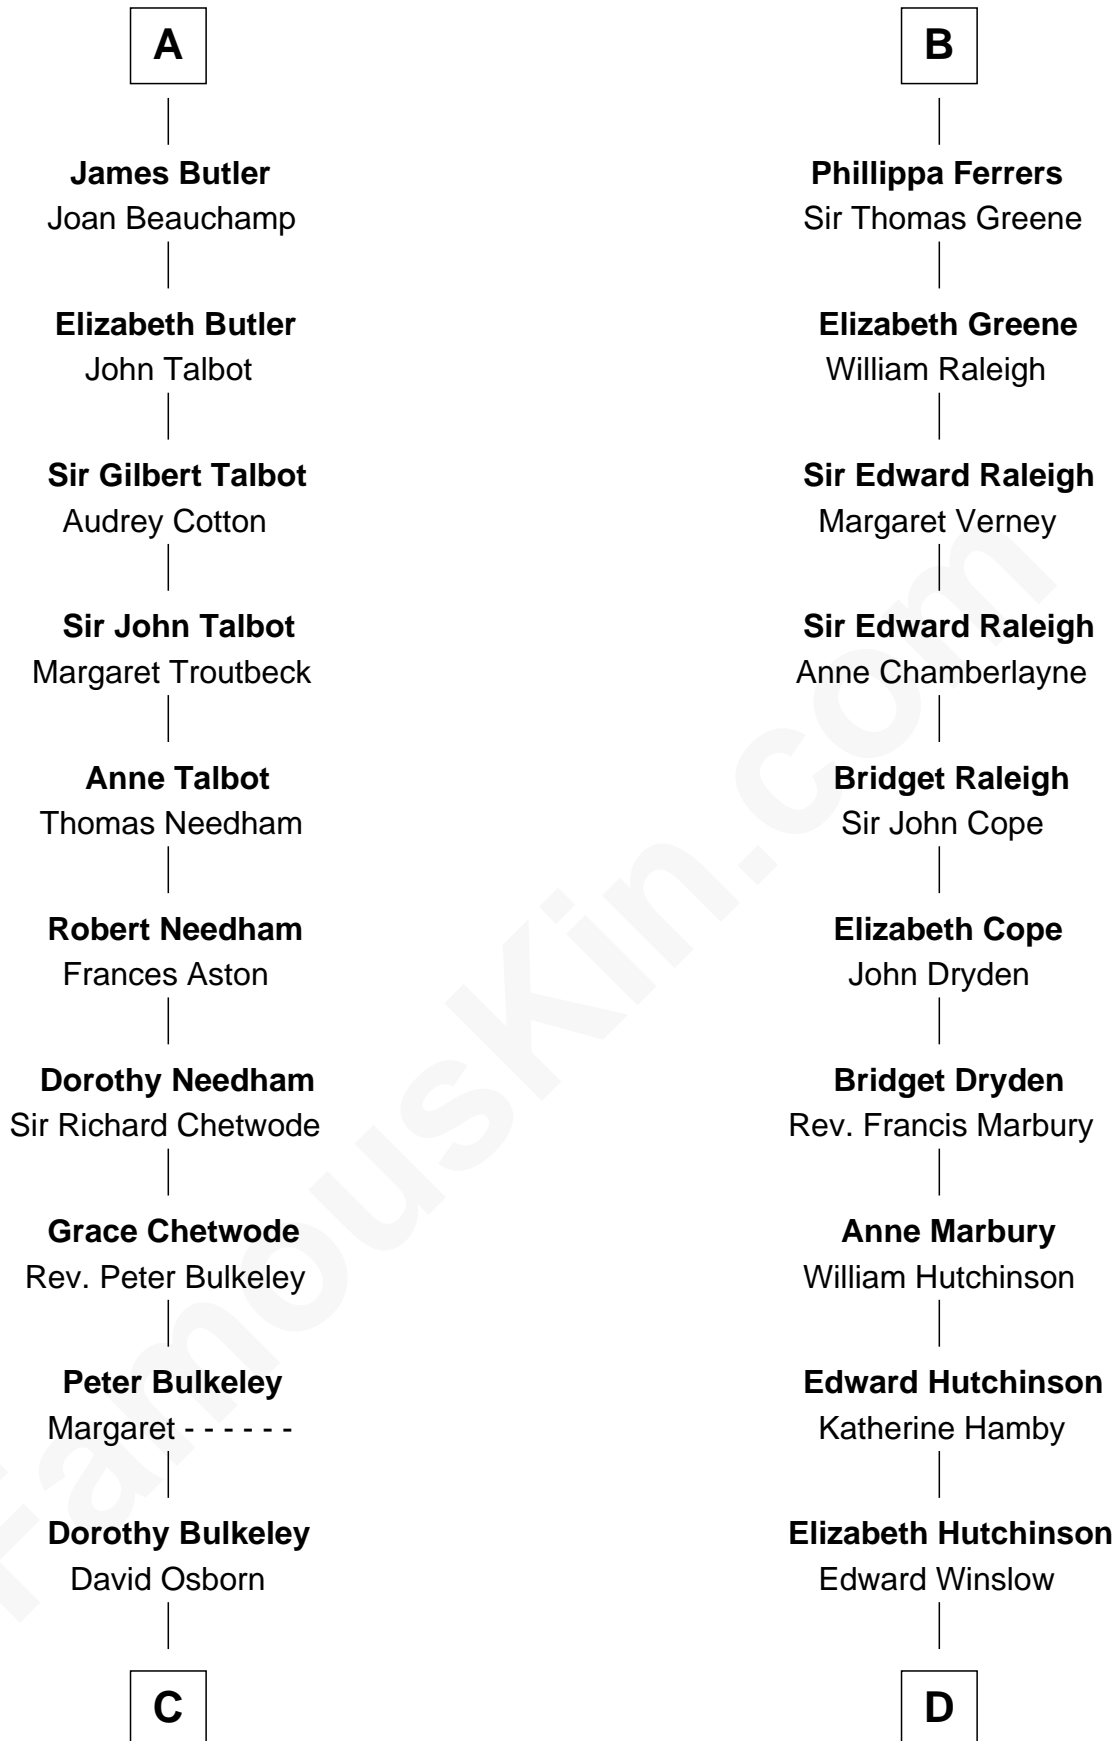 A
James Butler
Joan Beauchamp
Elizabeth Butler
John Talbot
Sir Gilbert Talbot
Audrey Cotton
Sir John Talbot
Margaret Troutbeck
Anne Talbot
Thomas Needham
Robert Needham
Frances Aston
Dorothy Needham
Sir Richard Chetwode
Grace Chetwode
Rev. Peter Bulkeley
Peter Bulkeley
Margaret - - - - - -
Dorothy Bulkeley
David Osborn
C
B
Phillippa Ferrers
Sir Thomas Greene
Elizabeth Greene
William Raleigh
Sir Edward Raleigh
Margaret Verney
Sir Edward Raleigh
Anne Chamberlayne
Bridget Raleigh
Sir John Cope
Elizabeth Cope
John Dryden
Bridget Dryden
Rev. Francis Marbury
Anne Marbury
William Hutchinson
Edward Hutchinson
Katherine Hamby
Elizabeth Hutchinson
Edward Winslow
D
FamousKin.com